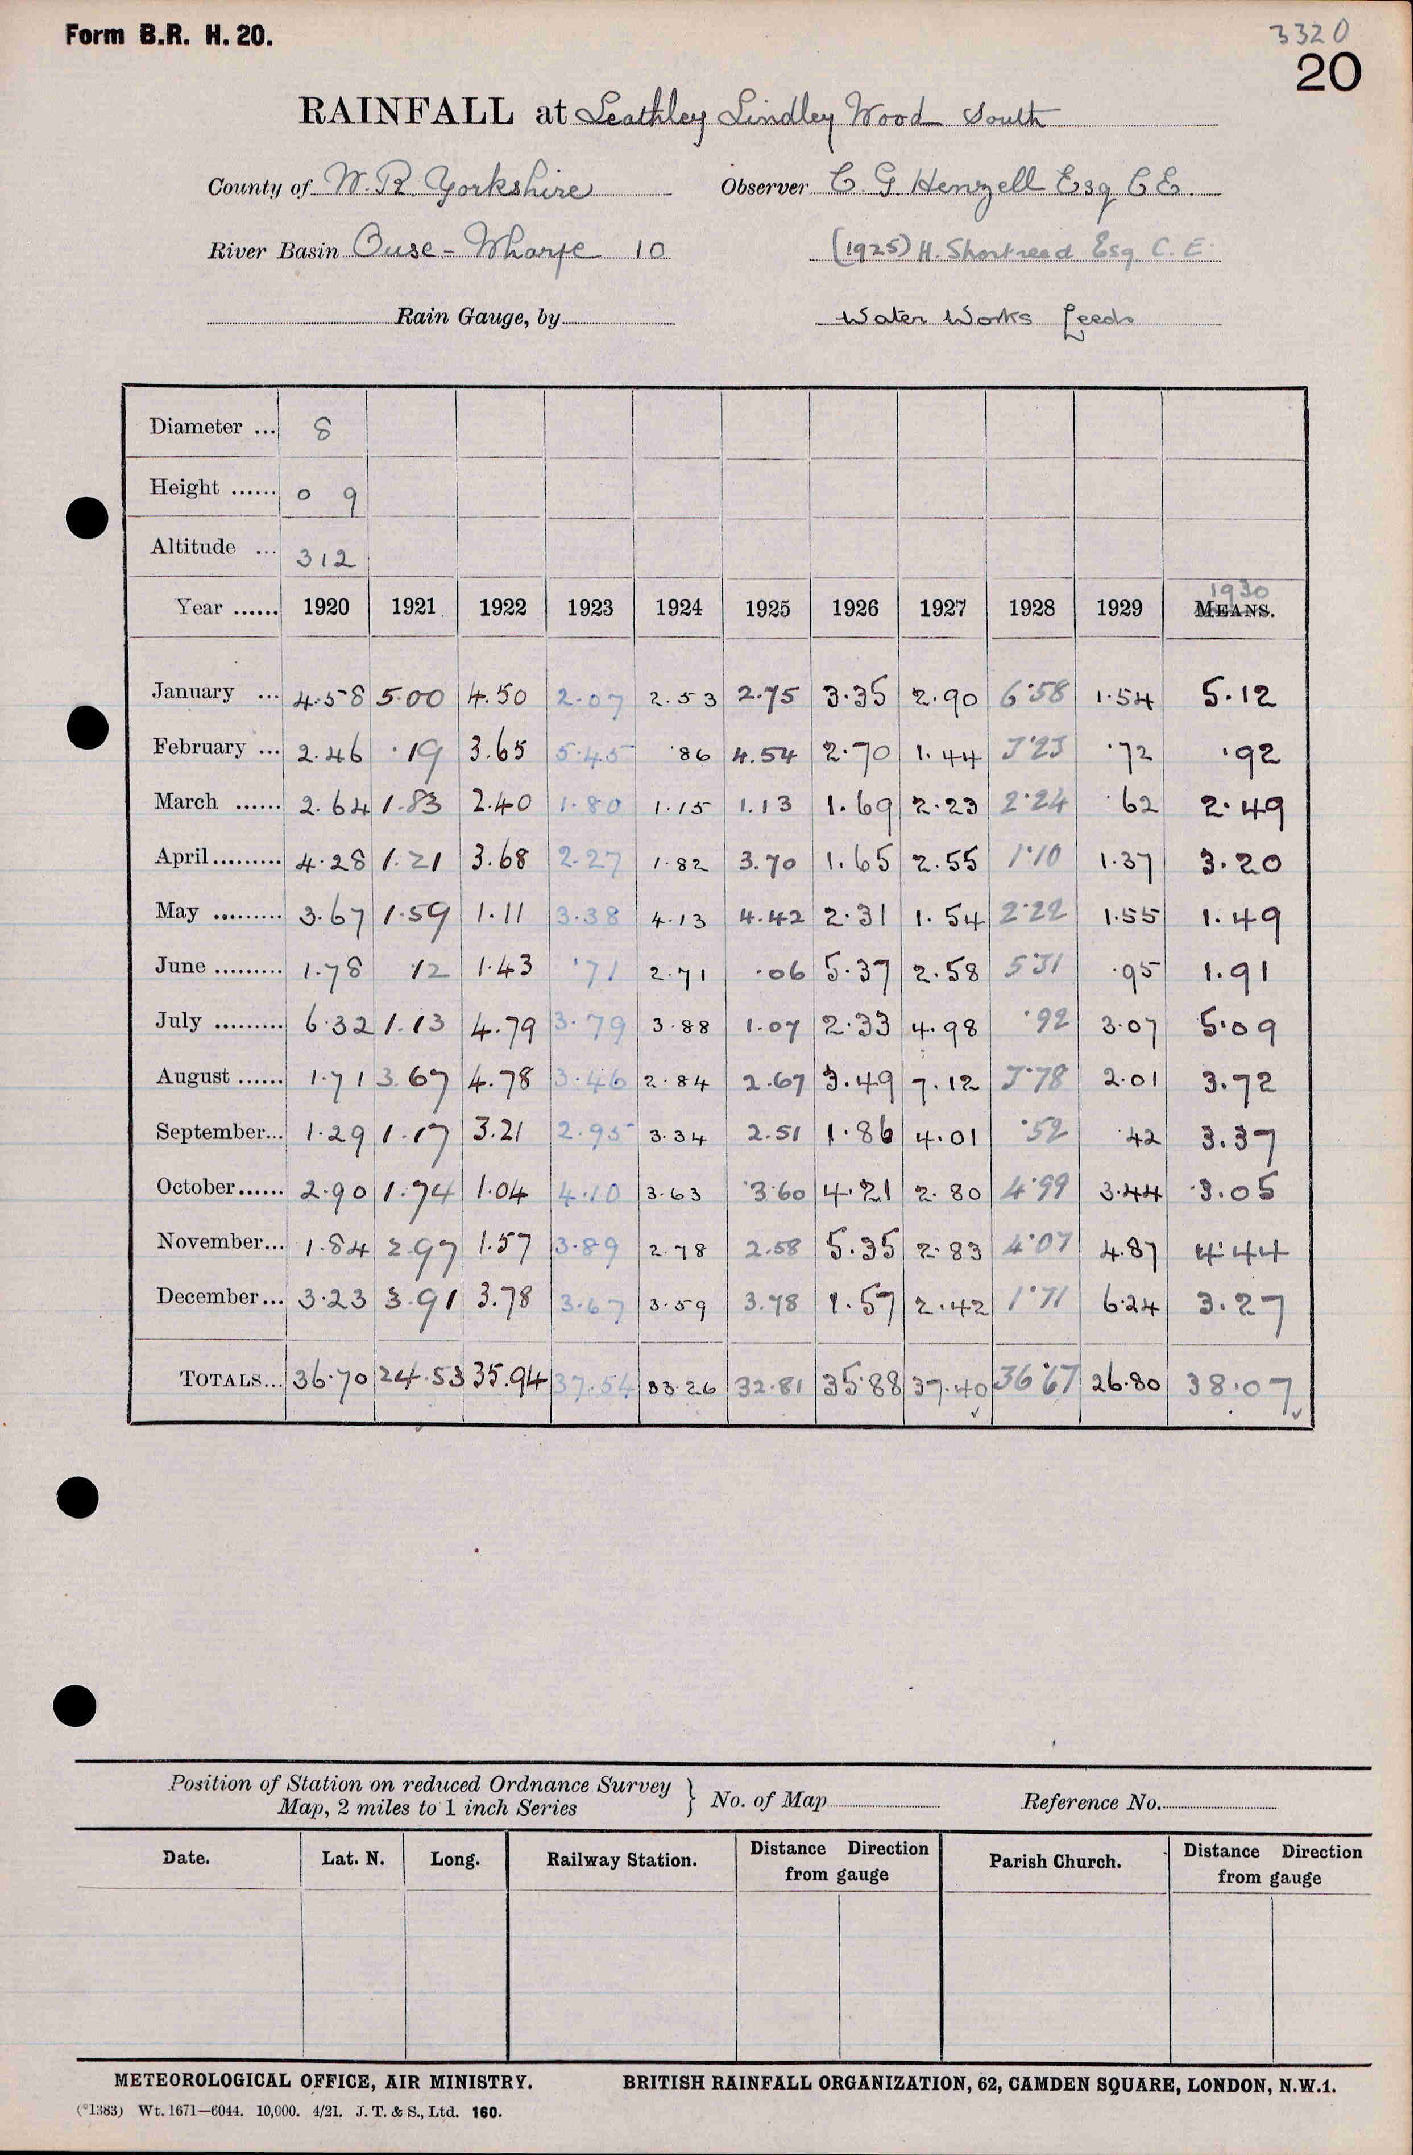 Form B.R. H. 20.
3320
20
RAINFALL at Leathley Lindley Wood South
County of W. R Yorkshire Observer C. G Henzell Esq C E.
River Basin Ouse - Wharfe 10 (1925) H. Shortreed Esq. C. E.
Rain Gauge, by Water Works Leeds
Diameter ... 8
Height ...... 0 9
Altitude ... 312
1930
Year ...... 1920 1921 1922 1923 1924 1925 1926 1927 1928 1929 MEANS.
January ... 4.58 5.00 4.50 2.07 2.53 2.75 3.35 2.90 6.58 1.54 5.12
February ... 2.46 .19 3.65 5.45 .86 4.54 2.70 1.44 3.23 .72 .92
March ...... 2.64 1.83 2.40 1.80 1.15 1.13 1.69 2.23 2.24 .62 2.49
April......... 4.28 1.21 3.68 2.27 1.82 3.70 1.65 2.55 1.10 1.37 3.20
May ......... 3.67 1.59 1.11 3.38 4.13 4.42 2.31 1.54 2.22 1.55 1.49
June ......... 1.78 .12 1.43 .71 2.71 .06 5.37 2.58 5.31 .95 1.91
July ......... 6.32 1.13 4.79 3.79 3.88 1.07 2.33 4.98 .92 3.07 5.09
August ...... 1.71 3.67 4.78 3.46 2.84 2.67 3.49 7.12 3.78 2.01 3.72
September... 1.29 1.17 3.21 2.95 3.34 2.51 1.86 4.01 .52 .42 3.37
October...... 2.90 1.74 1.04 4.10 3.63 3.60 4.21 2.80 4.99 3.44 3.05
November... 1.84 2.97 1.57 3.89 2.78 2.58 5.35 2.83 4.07 4.87 4.44
December... 3.23 3.91 3.78 3.67 3.59 3.78 1.57 2.42 1.71 6.24 3.27
TOTALS... 36.70 24.53 35.94 37.54 33.26 32.81 35.88 37.40 36.67 26.80 38.07
Position of Station on reduced Ordnance Survey
Map, 2 miles to 1 inch Series } No. of Map Reference No.
Date. Lat. N. Long. Railway Station. Distance Direction from gauge Parish Church. Distance Direction from gauge
METEOROLOGICAL OFFICE, AIR MINISTRY. BRITISH RAINFALL ORGANIZATION, 62, CAMDEN SQUARE, LONDON, N.W.1.
(*1383) Wt. 1671—6044. 10,000. 4/21. J. T. & S., Ltd. 160.